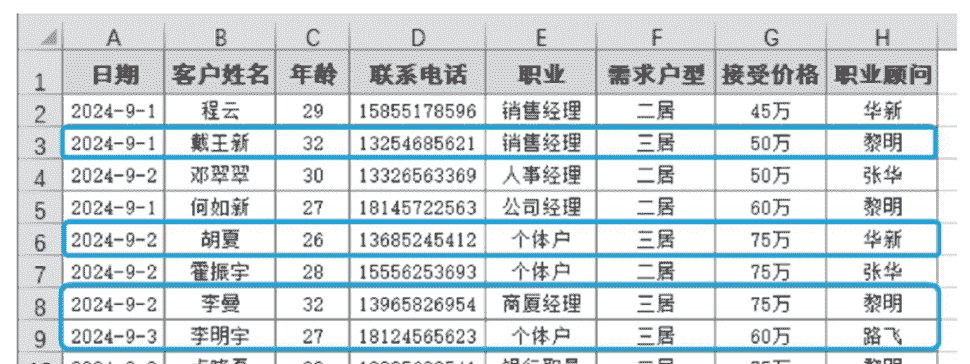 A B C D E F G H
1 日期 客户姓名 年龄 联系电话 职业 需求户型 接受价格 职业顾问
2 2024-9-1 程云 29 15855178596 销售经理 二居 45万 华新
3 2024-9-1 戴王新 32 13254685621 销售经理 三居 50万 黎明
4 2024-9-2 邓翠翠 30 13326563369 人事经理 二居 50万 张华
5 2024-9-1 何如新 27 18145722563 公司经理 二居 60万 黎明
6 2024-9-2 胡夏 26 13685245412 个体户 三居 75万 华新
7 2024-9-2 霍振宇 28 15556253693 个体户 二居 75万 张华
8 2024-9-2 李曼 32 13965826954 商厦经理 三居 75万 黎明
9 2024-9-3 李明宇 27 18124565623 个体户 三居 60万 路飞